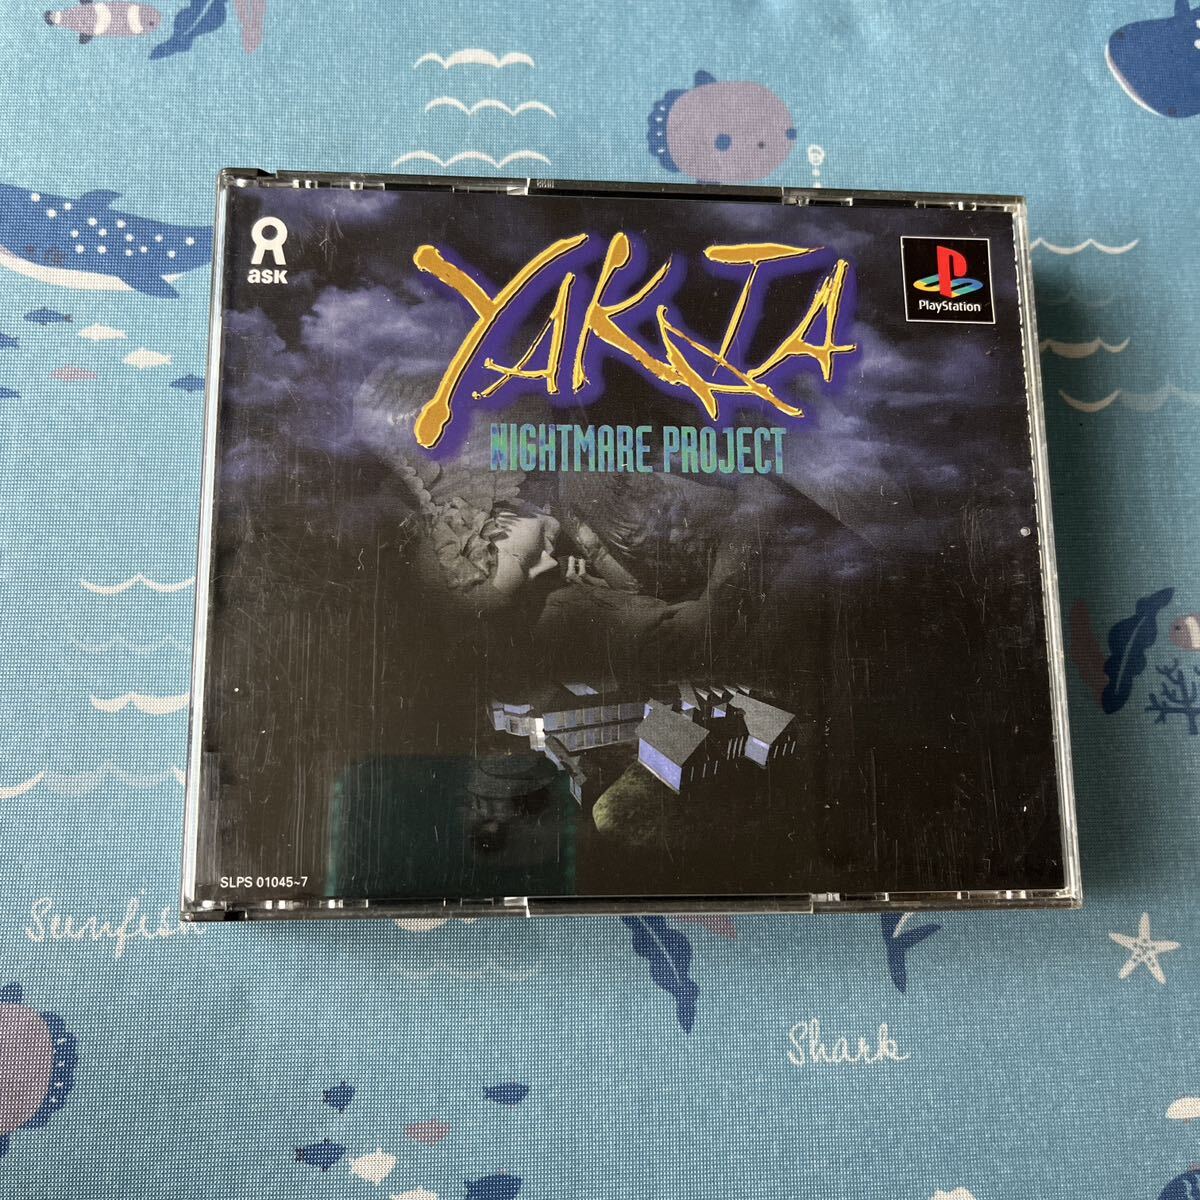 ask
YAKATA
PlayStation
NIGHTMARE PROJECT
SLPS 01045~7
Sunfish
Shark